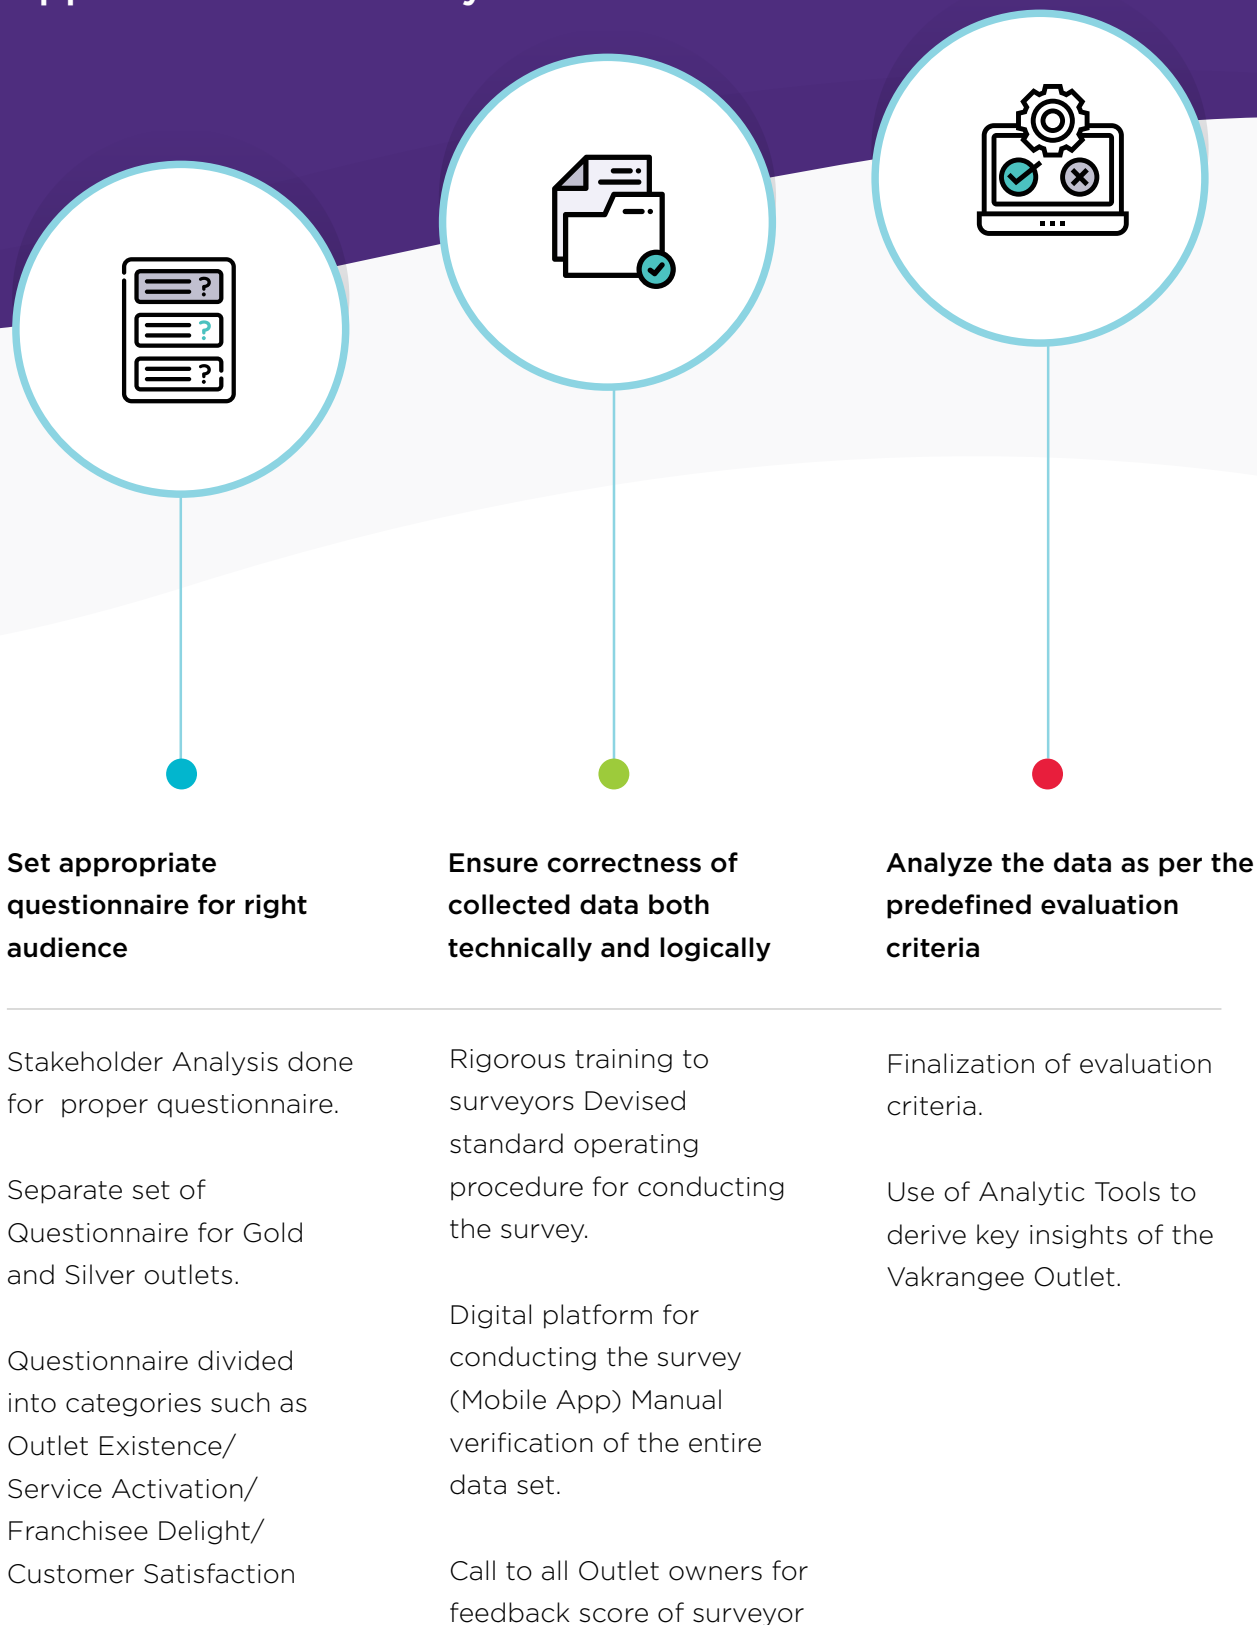 Set appropriate
questionnaire for right
audience
Stakeholder Analysis done
for  proper questionnaire.
Separate set of
Questionnaire for Gold
and Silver outlets.
Questionnaire divided
into categories such as
Outlet Existence/
Service Activation/
Franchisee Delight/
Customer Satisfaction
Ensure correctness of
collected data both
technically and logically
Rigorous training to
surveyors Devised
standard operating
procedure for conducting
the survey.
Digital platform for
conducting the survey
(Mobile App) Manual
verification of the entire
data set.
Call to all Outlet owners for
feedback score of surveyor
Analyze the data as per the
predefined evaluation
criteria
Finalization of evaluation
criteria.
Use of Analytic Tools to
derive key insights of the
Vakrangee Outlet.